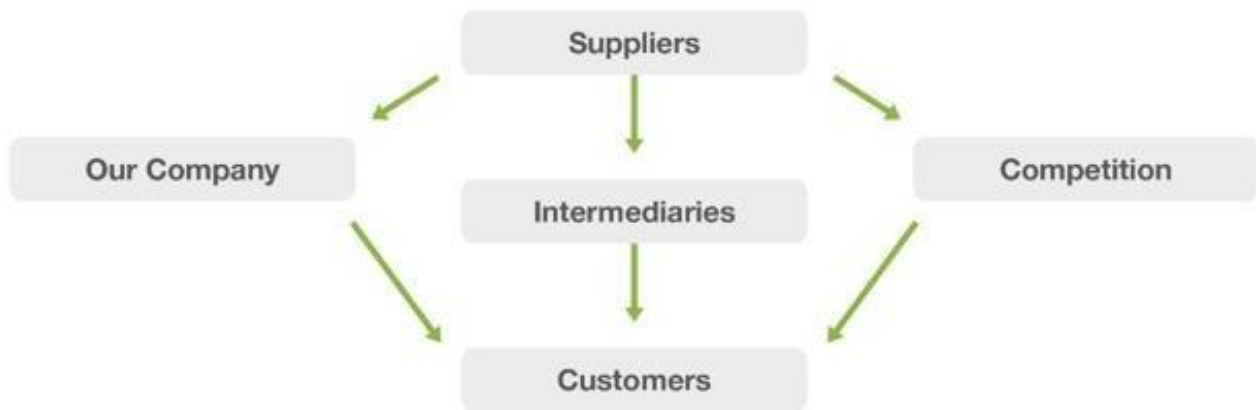 Suppliers
Our Company
Competition
Intermediaries
Customers